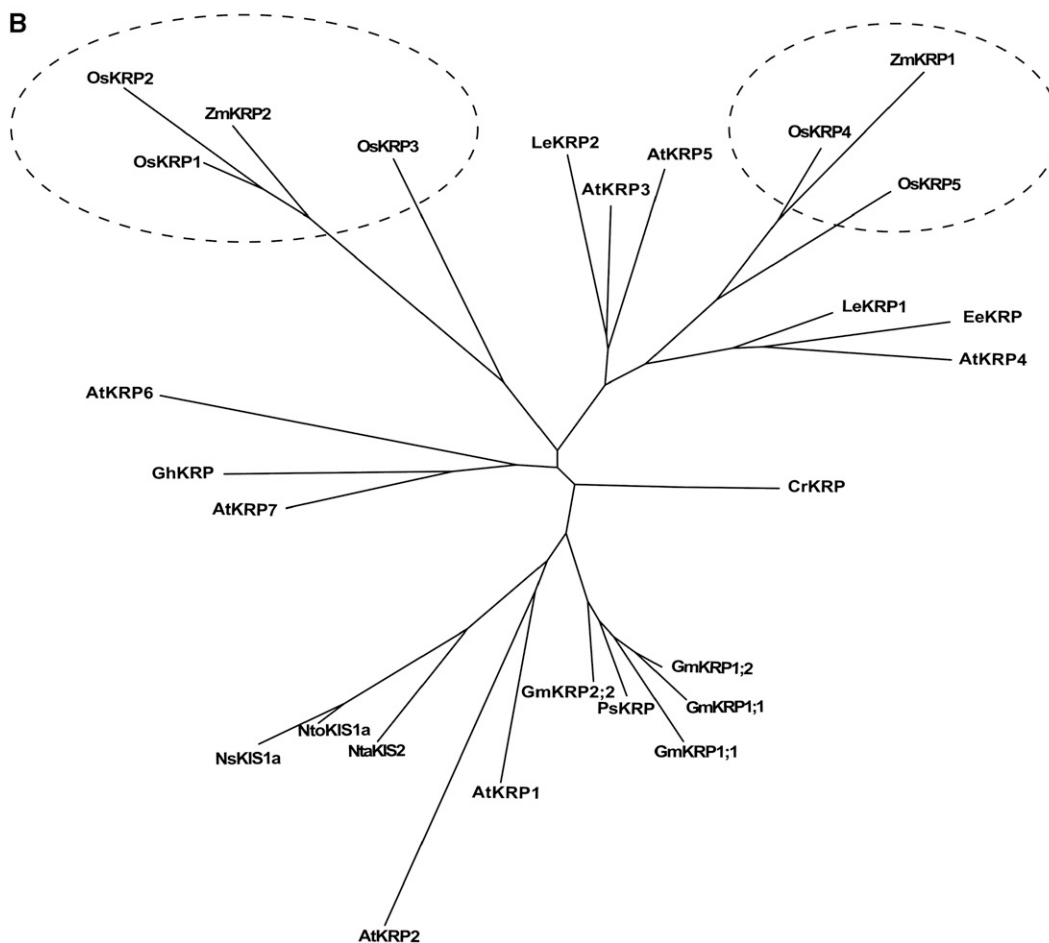 B
ZmKRP1
OsKRP2
ZmKRP2
OsKRP4
LeKRP2
OsKRP3
AtKRP5
OsKRP1
AtKRP3
OsKRP5
LeKRP1
EeKRP
AtKRP4
AtKRP6
GhKRP
CrKRP
AtKRP7
GmKRP1;2
GmKRP2;2
PsKRP
GmKRP1;1
NtoKIS1a
NtaKIS2
GmKRP1;1
NsKIS1a
AtKRP1
AtKRP2